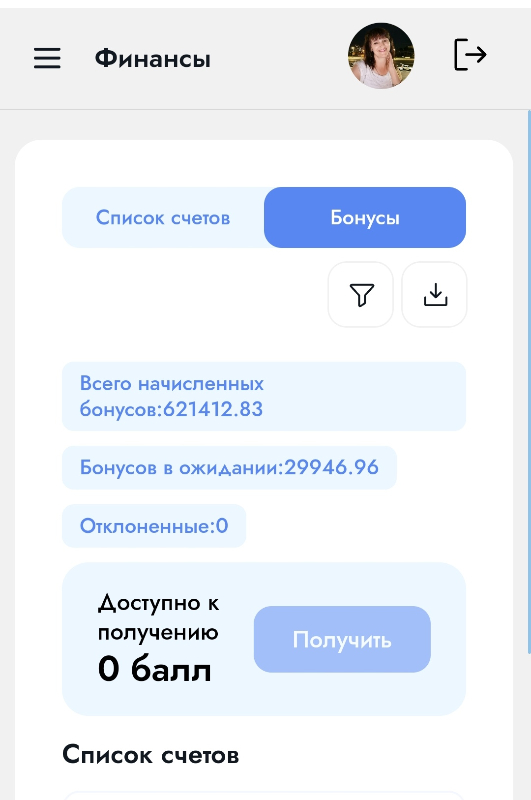 Финансы
Список счетов
Бонусы
Всего начисленных
бонусов:621412.83
Бонусов в ожидании:29946.96
Отклоненные:0
Доступно к
получению
0 балл
Получить
Список счетов